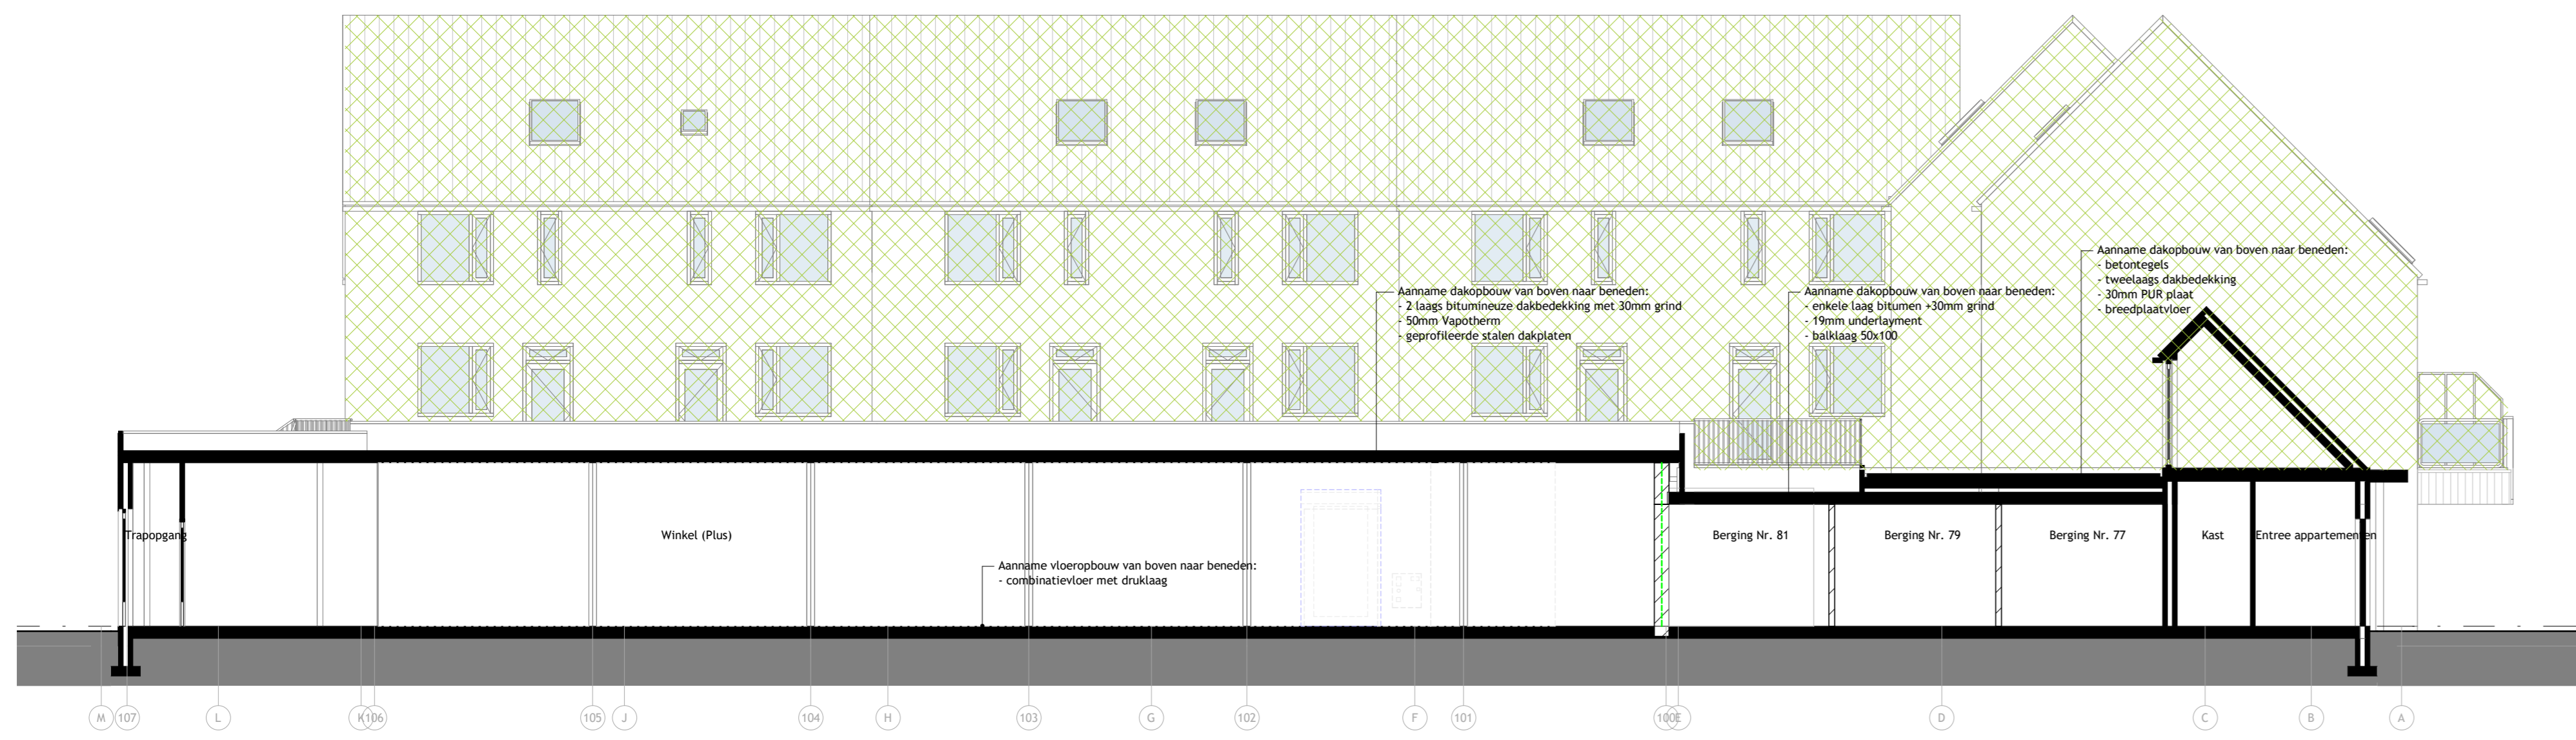 Aanname dakopbouw van boven naar beneden:
- betontegels
- tweelaags dakbedekking
- 30mm PUR plaat
- breedplaatvloer
Aanname dakopbouw van boven naar beneden:
- 2 laags bitumineuze dakbedekking met 30mm grind
- 50mm Vapotherm
- geprofileerde stalen dakplaten
Aanname dakopbouw van boven naar beneden:
- enkele laag bitumen +30mm grind
- 19mm underlayment
- balklaag 50x100
Trapopgang
Winkel (Plus)
Berging Nr. 81
Berging Nr. 79
Berging Nr. 77
Kast
Entree appartementen
Aanname vloeropbouw van boven naar beneden:
- combinatievloer met druklaag
M 107 L K 106 105 J 104 H 103 G 102 F 101 100 E D C B A